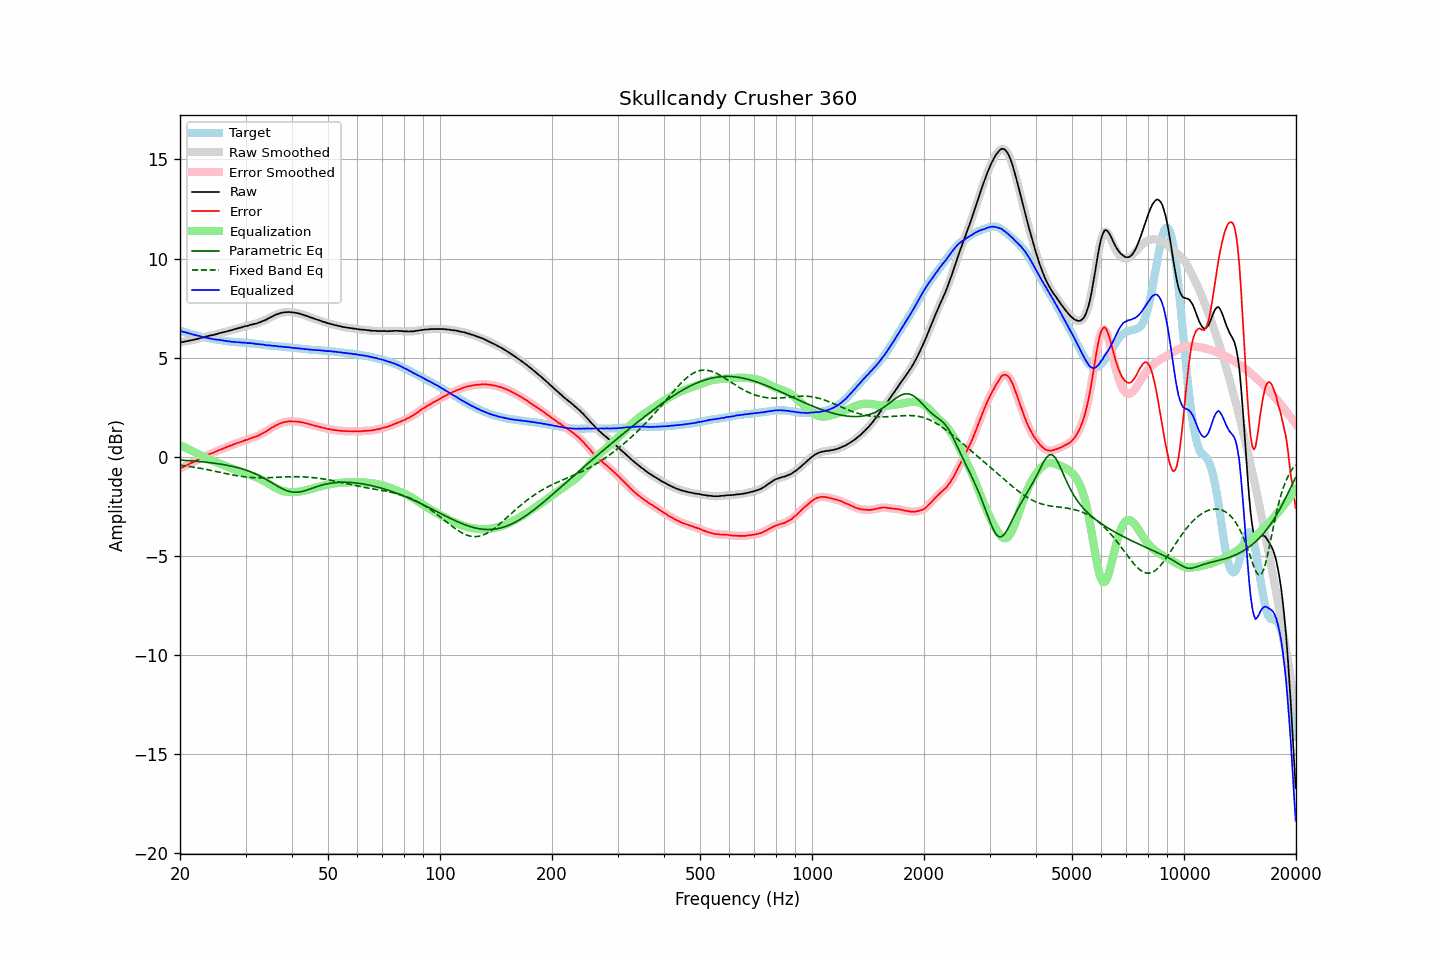 Skullcandy Crusher 360
Target
Raw Smoothed
Error Smoothed
Raw
Error
Equalization
Parametric Eq
Fixed Band Eq
Equalized
15
10
5
0
−5
−10
−15
−20
Amplitude (dBr)
20 50 100 200 500 1000 2000 5000 10000 20000
Frequency (Hz)